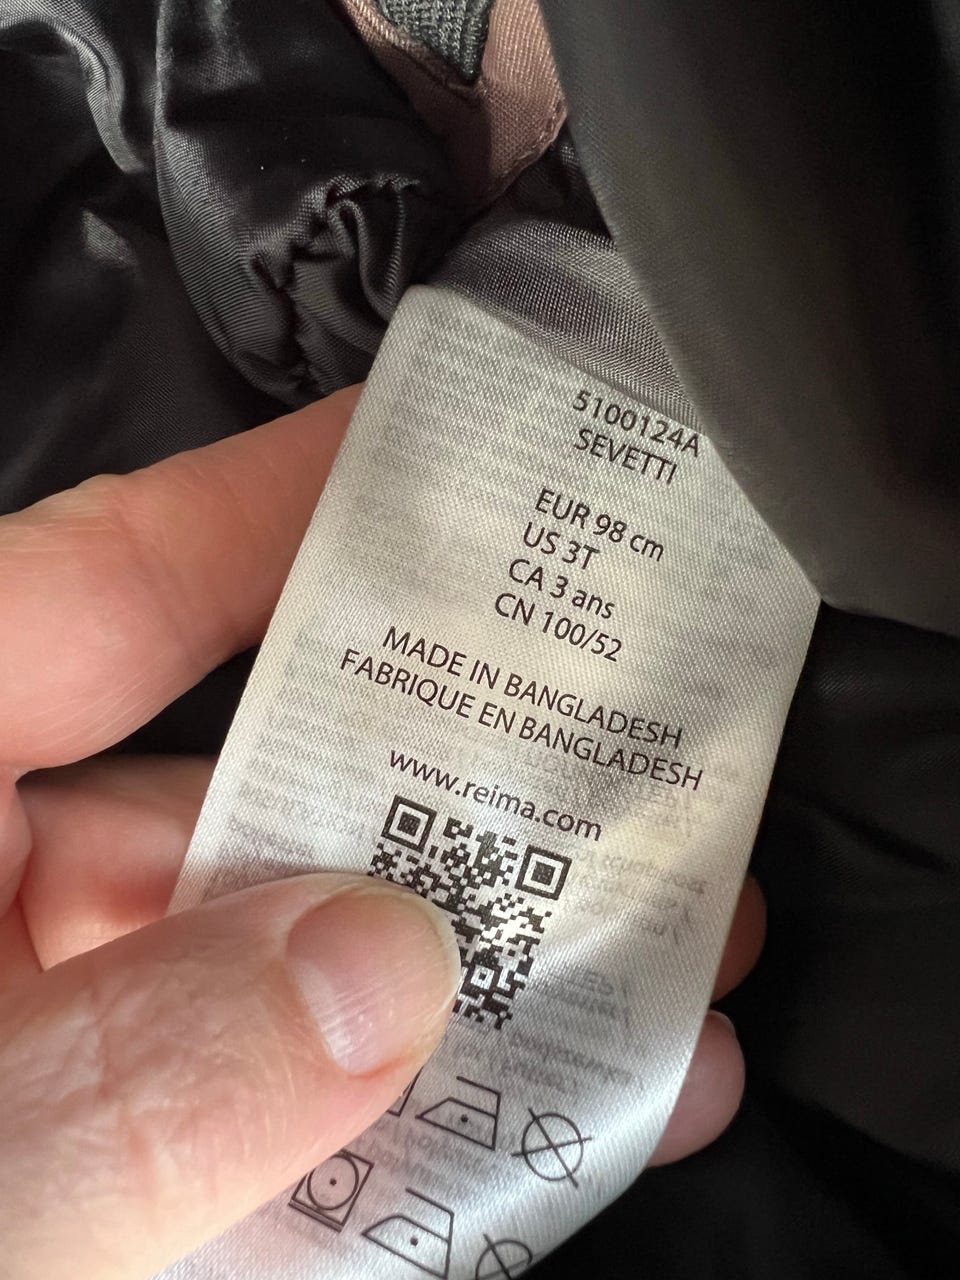 5100124A
SEVETTI
EUR 98 cm
US 3T
CA 3 ans
CN 100/52
MADE IN BANGLADESH
FABRIQUE EN BANGLADESH
www.reima.com